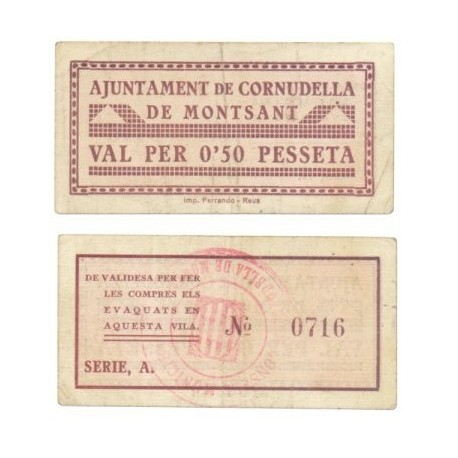 AJUNTAMENT DE CORNUDELLA
DE MONTSANT
VAL PER 0'50 PESSETA
Imp. Ferrando - Reus
DE VALIDESA PER FER
LES COMPRES ELS
EVAQUATS EN
AQUESTA VILA.
Nº 0716
SERIE, A.